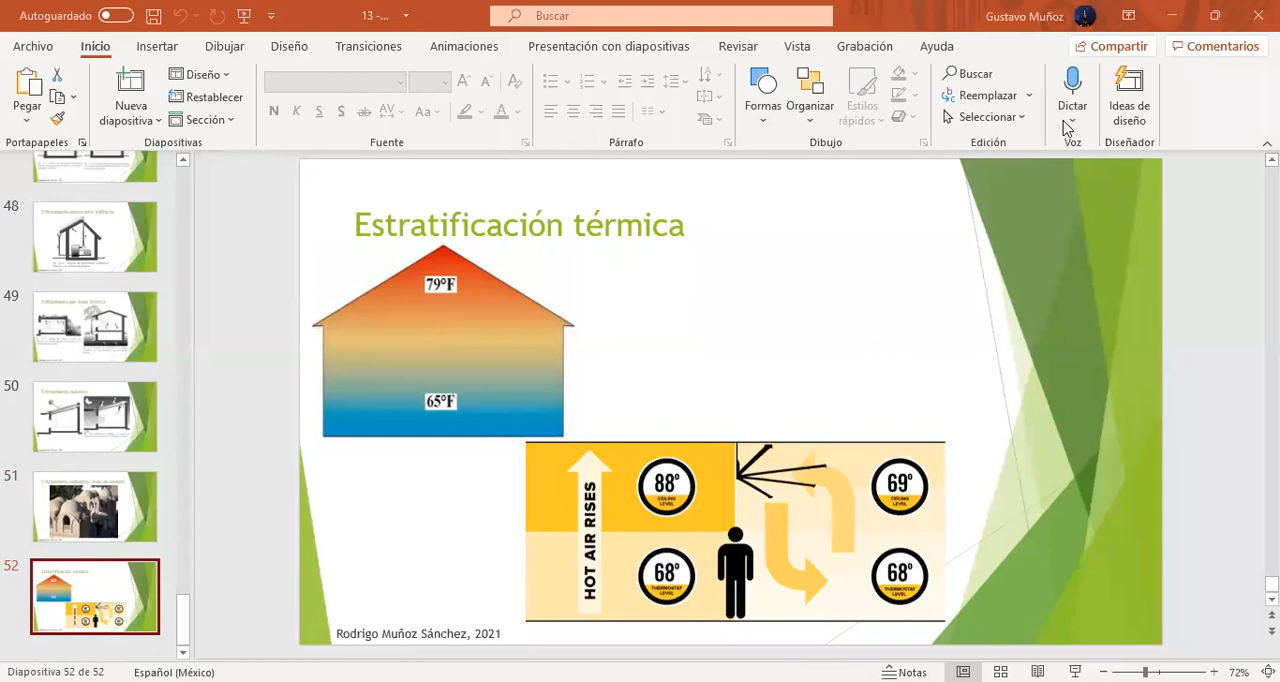 Autoguardado
13 -...
Buscar
Gustavo Muñoz
Archivo Inicio Insertar Dibujar Diseño Transiciones Animaciones Presentación con diapositivas Revisar Vista Grabación Ayuda Compartir Comentarios
Pegar
Nueva diapositiva
Diseño
Restablecer
Sección
N K S S ab AV Aa A
Formas Organizar Estilos rápidos
Buscar
Reemplazar
Seleccionar
Dictar
Ideas de diseño
Portapapeles Diapositivas Fuente Párrafo Dibujo Edición Voz Diseñador
48
49
50
51
52
Estratificación térmica
79°F
65°F
HOT AIR RISES
88°
CEILING LEVEL
69°
CEILING LEVEL
68°
THERMOSTAT LEVEL
68°
THERMOSTAT LEVEL
Rodrigo Muñoz Sánchez, 2021
Diapositiva 52 de 52 Español (México) Notas 72%